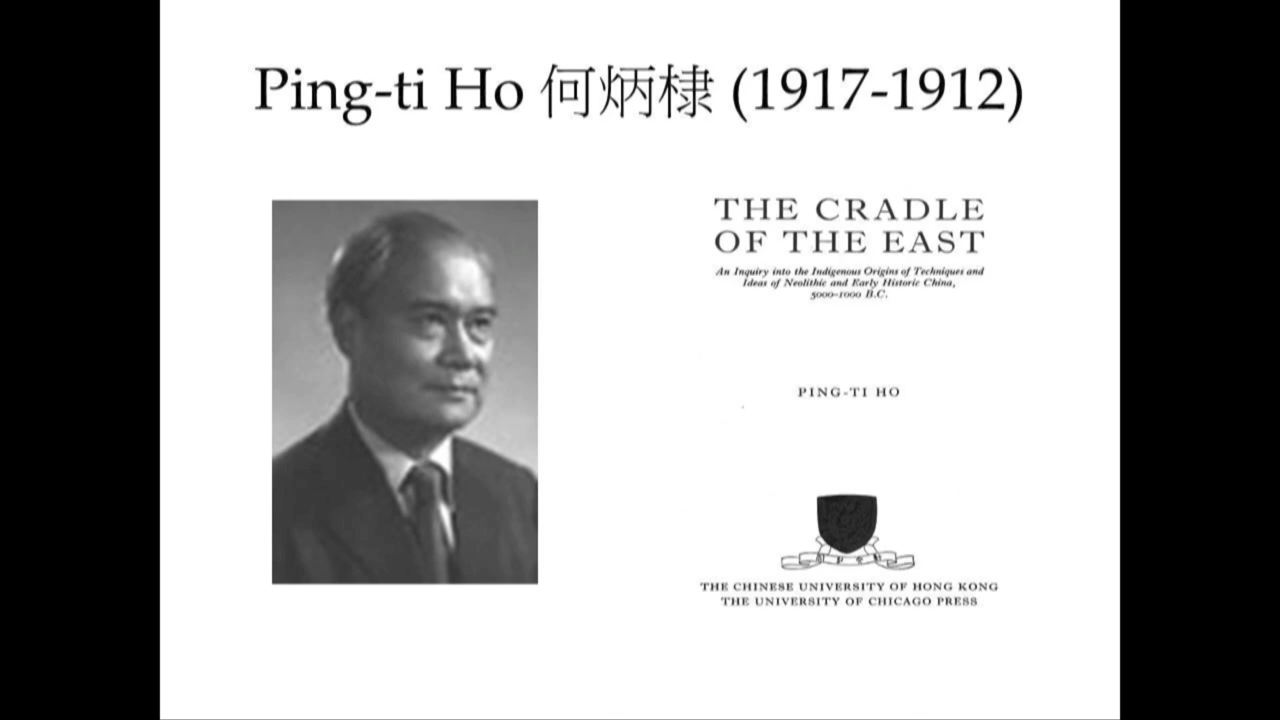 Ping-ti Ho 何炳棣 (1917-1912)
THE CRADLE
OF THE EAST
An Inquiry into the Indigenous Origins of Techniques and
Ideas of Neolithic and Early Historic China,
5000–1000 B.C.
PING-TI HO
THE CHINESE UNIVERSITY OF HONG KONG
THE UNIVERSITY OF CHICAGO PRESS